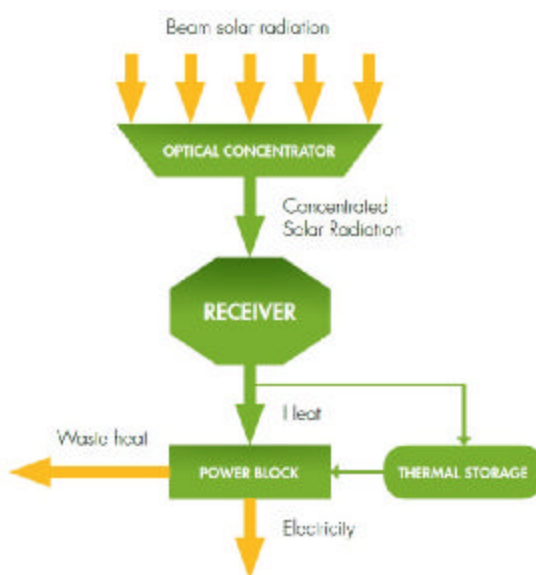 Beam solar radiation
OPTICAL CONCENTRATOR
Concentrated
Solar Radiation
RECEIVER
Heat
Waste heat
POWER BLOCK
THERMAL STORAGE
Electricity